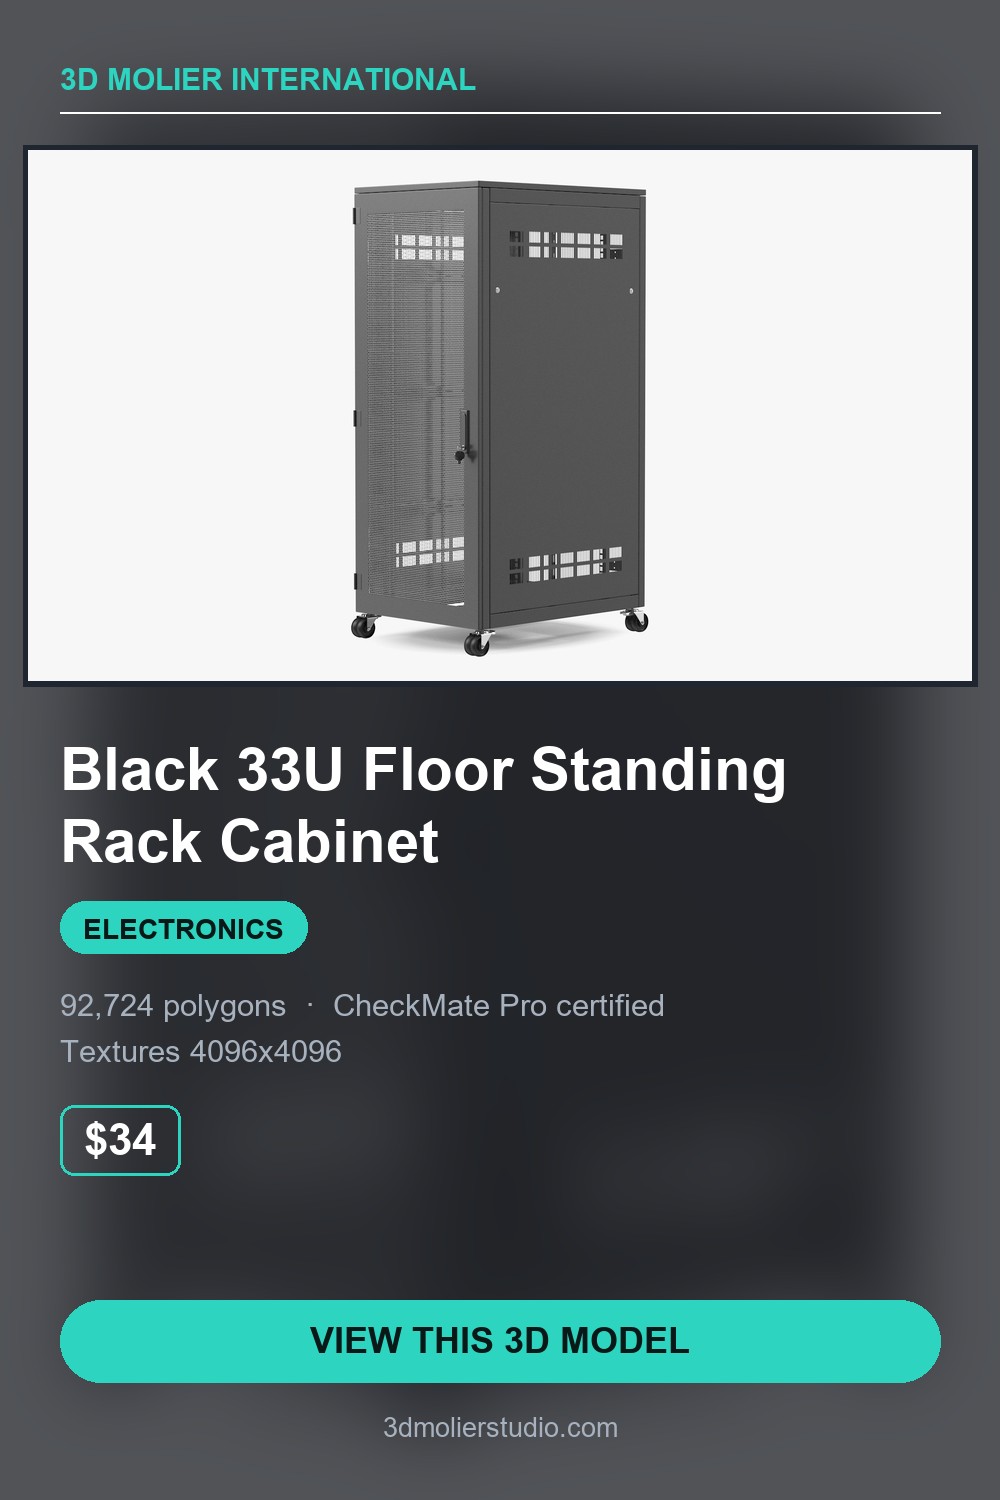 3D MOLIER INTERNATIONAL
Black 33U Floor Standing
Rack Cabinet
ELECTRONICS
92,724 polygons · CheckMate Pro certified
Textures 4096x4096
$34
VIEW THIS 3D MODEL
3dmolierstudio.com